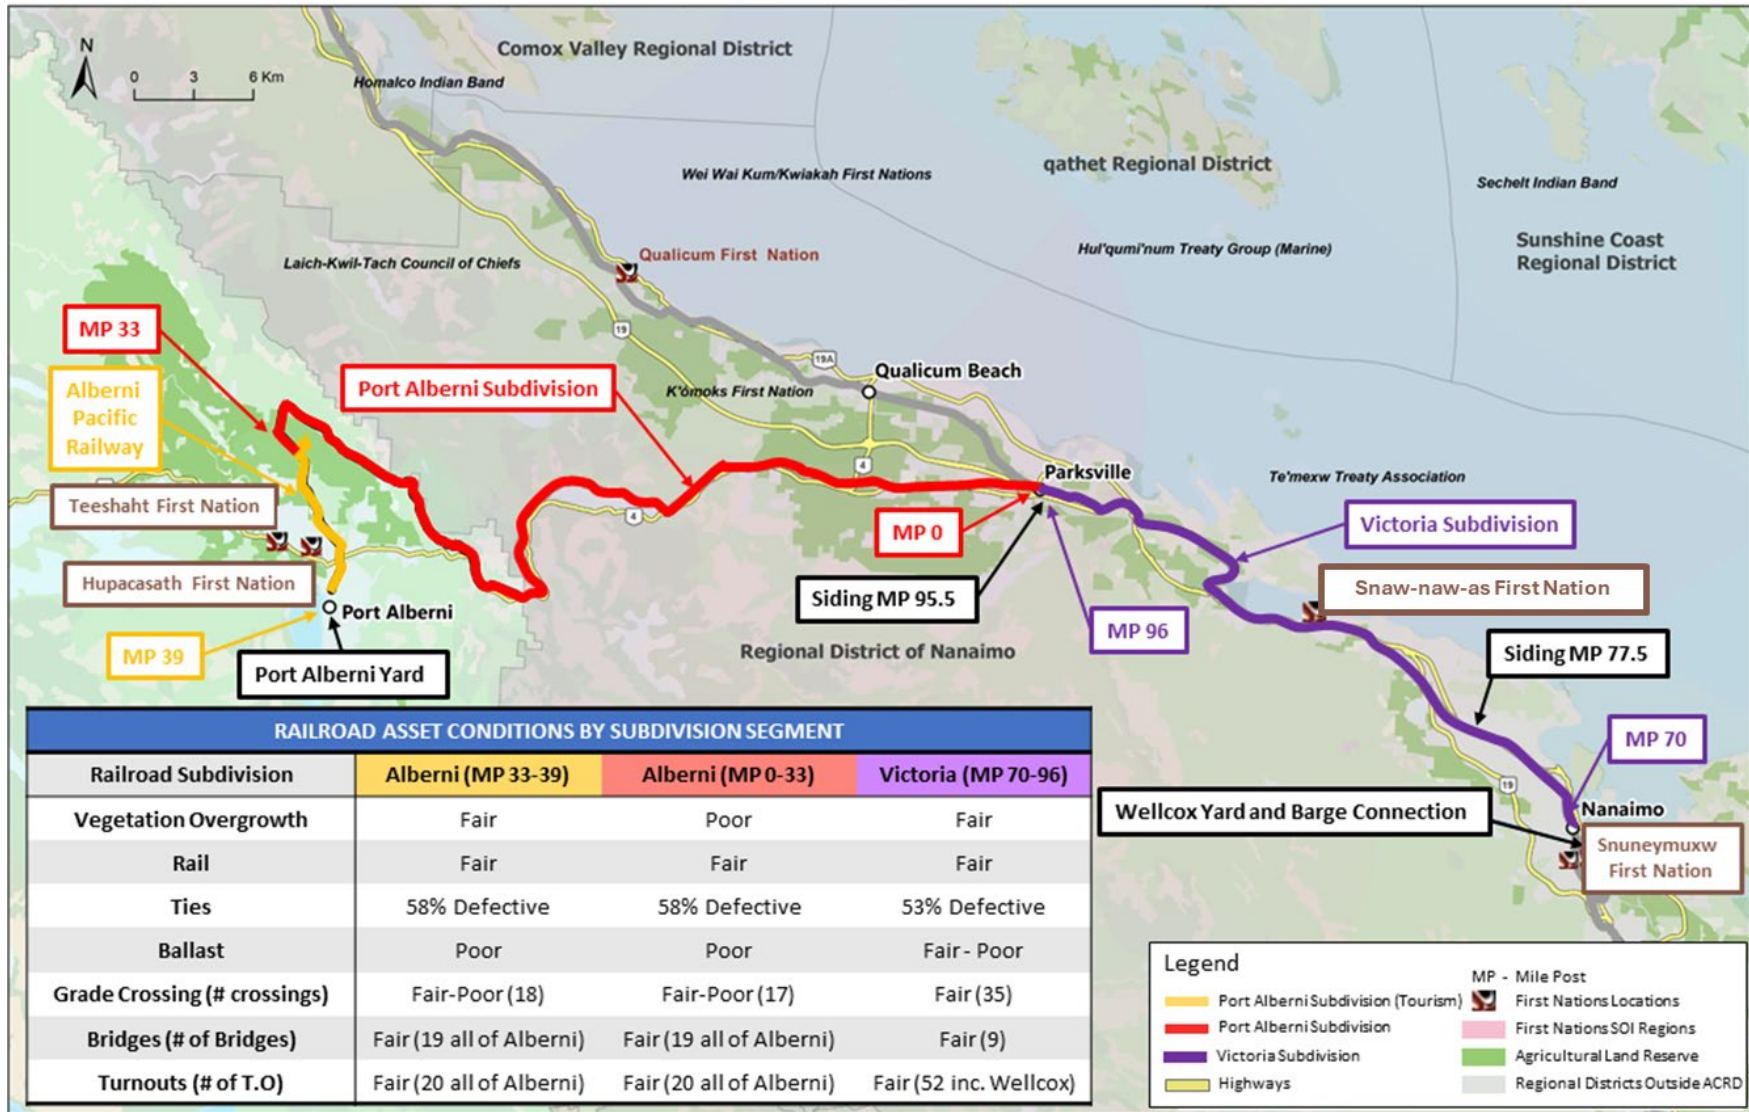 Comox Valley Regional District
N
0 3 6 Km
Homalco Indian Band
qathet Regional District
Wei Wai Kum/Kwiakah First Nations
Sechelt Indian Band
Qualicum First Nation
Hul'qumi'num Treaty Group (Marine)
Sunshine Coast
Regional District
Laich-Kwil-Tach Council of Chiefs
MP 33
19
19A
Alberni
Pacific
Railway
Port Alberni Subdivision
Qualicum Beach
K'ómoks First Nation
4
Parksville
Te'mexw Treaty Association
Teeshaht First Nation
4
MP 0
Victoria Subdivision
Hupacasath First Nation
Siding MP 95.5
Snaw-naw-as First Nation
Port Alberni
MP 96
MP 39
Regional District of Nanaimo
Siding MP 77.5
Port Alberni Yard
MP 70
19
Wellcox Yard and Barge Connection
Nanaimo
Snuneymuxw
First Nation
RAILROAD ASSET CONDITIONS BY SUBDIVISION SEGMENT
Railroad Subdivision Alberni (MP 33-39) Alberni (MP 0-33) Victoria (MP 70-96)
Vegetation Overgrowth Fair Poor Fair
Rail Fair Fair Fair
Ties 58% Defective 58% Defective 53% Defective
Ballast Poor Poor Fair - Poor
Grade Crossing (# crossings) Fair-Poor (18) Fair-Poor (17) Fair (35)
Bridges (# of Bridges) Fair (19 all of Alberni) Fair (19 all of Alberni) Fair (9)
Turnouts (# of T.O) Fair (20 all of Alberni) Fair (20 all of Alberni) Fair (52 inc. Wellcox)
Legend
Port Alberni Subdivision (Tourism)
Port Alberni Subdivision
Victoria Subdivision
Highways
MP - Mile Post
First Nations Locations
First Nations SOI Regions
Agricultural Land Reserve
Regional Districts Outside ACRD